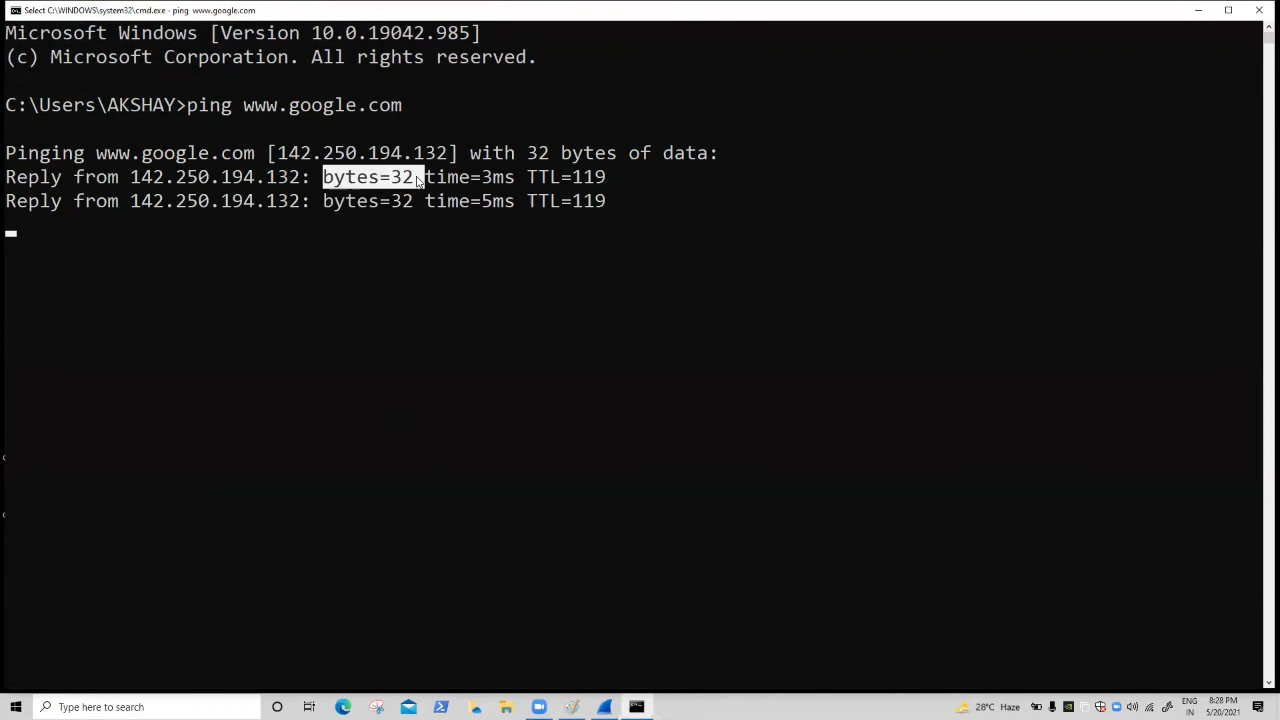 Select C:\WINDOWS\system32\cmd.exe - ping www.google.com
Microsoft Windows [Version 10.0.19042.985]
(c) Microsoft Corporation. All rights reserved.
C:\Users\AKSHAY>ping www.google.com
Pinging www.google.com [142.250.194.132] with 32 bytes of data:
Reply from 142.250.194.132: bytes=32 time=3ms TTL=119
Reply from 142.250.194.132: bytes=32 time=5ms TTL=119
Type here to search
28°C Haze
ENG
IN
8:28 PM
5/20/2021